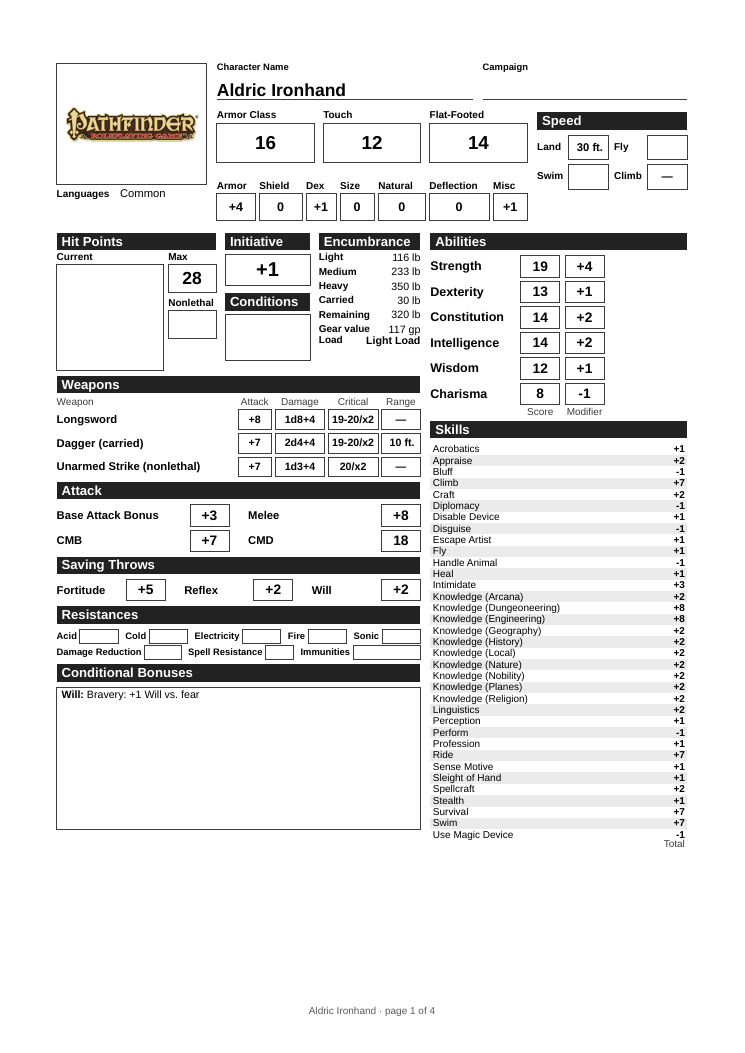 PATHFINDER
ROLEPLAYING GAME
Languages Common
Character Name
Campaign
Aldric Ironhand
Armor Class Touch Flat-Footed
16 12 14
Armor Shield Dex Size Natural Deflection Misc
+4 0 +1 0 0 0 +1
Speed
Land 30 ft. Fly
Swim Climb —
Hit Points
Current Max
28
Nonlethal
Initiative
+1
Conditions
Encumbrance
Light 116 lb
Medium 233 lb
Heavy 350 lb
Carried 30 lb
Remaining 320 lb
Gear value 117 gp
Load Light Load
Abilities
Strength 19 +4
Dexterity 13 +1
Constitution 14 +2
Intelligence 14 +2
Wisdom 12 +1
Charisma 8 -1
Score Modifier
Weapons
Weapon Attack Damage Critical Range
Longsword +8 1d8+4 19-20/x2 —
Dagger (carried) +7 2d4+4 19-20/x2 10 ft.
Unarmed Strike (nonlethal) +7 1d3+4 20/x2 —
Attack
Base Attack Bonus +3 Melee +8
CMB +7 CMD 18
Saving Throws
Fortitude +5 Reflex +2 Will +2
Resistances
Acid Cold Electricity Fire Sonic
Damage Reduction Spell Resistance Immunities
Conditional Bonuses
Will: Bravery: +1 Will vs. fear
Skills
Acrobatics +1
Appraise +2
Bluff -1
Climb +7
Craft +2
Diplomacy -1
Disable Device +1
Disguise -1
Escape Artist +1
Fly +1
Handle Animal -1
Heal +1
Intimidate +3
Knowledge (Arcana) +2
Knowledge (Dungeoneering) +8
Knowledge (Engineering) +8
Knowledge (Geography) +2
Knowledge (History) +2
Knowledge (Local) +2
Knowledge (Nature) +2
Knowledge (Nobility) +2
Knowledge (Planes) +2
Knowledge (Religion) +2
Linguistics +2
Perception +1
Perform -1
Profession +1
Ride +7
Sense Motive +1
Sleight of Hand +1
Spellcraft +2
Stealth +1
Survival +7
Swim +7
Use Magic Device -1
Total
Aldric Ironhand · page 1 of 4